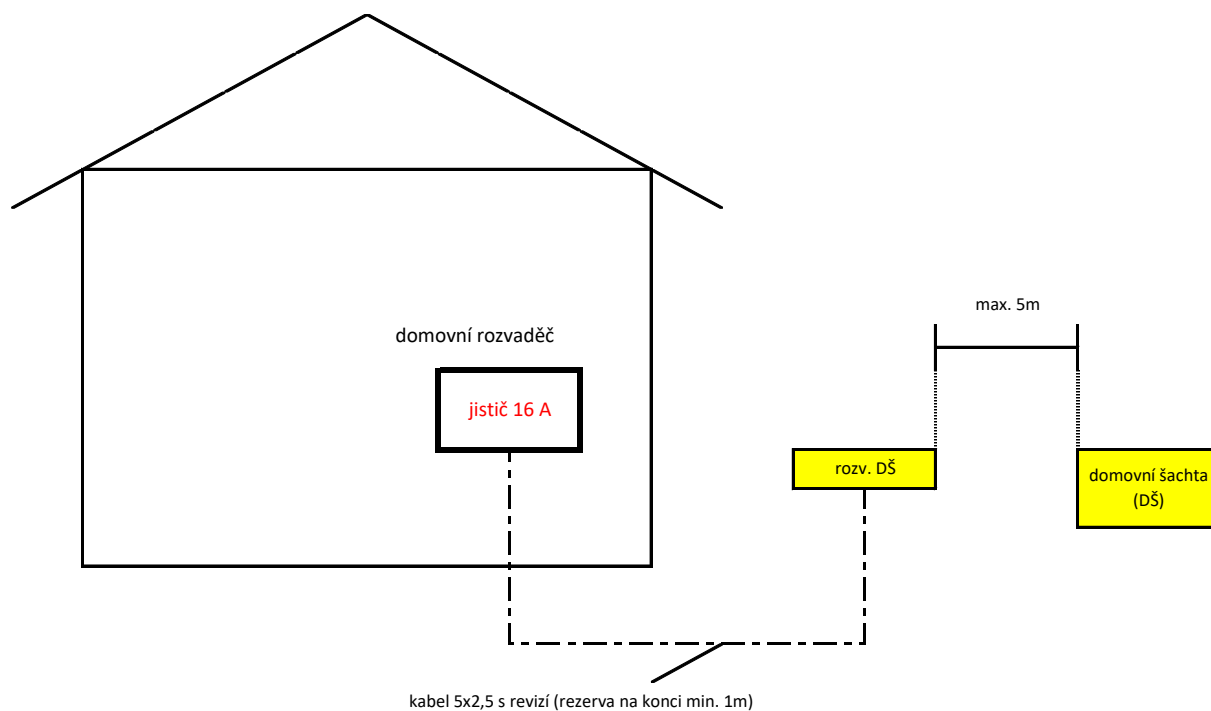 max. 5m
domovní rozvaděč
jistič 16 A
rozv. DŠ
domovní šachta
(DŠ)
kabel 5x2,5 s revizí (rezerva na konci min. 1m)